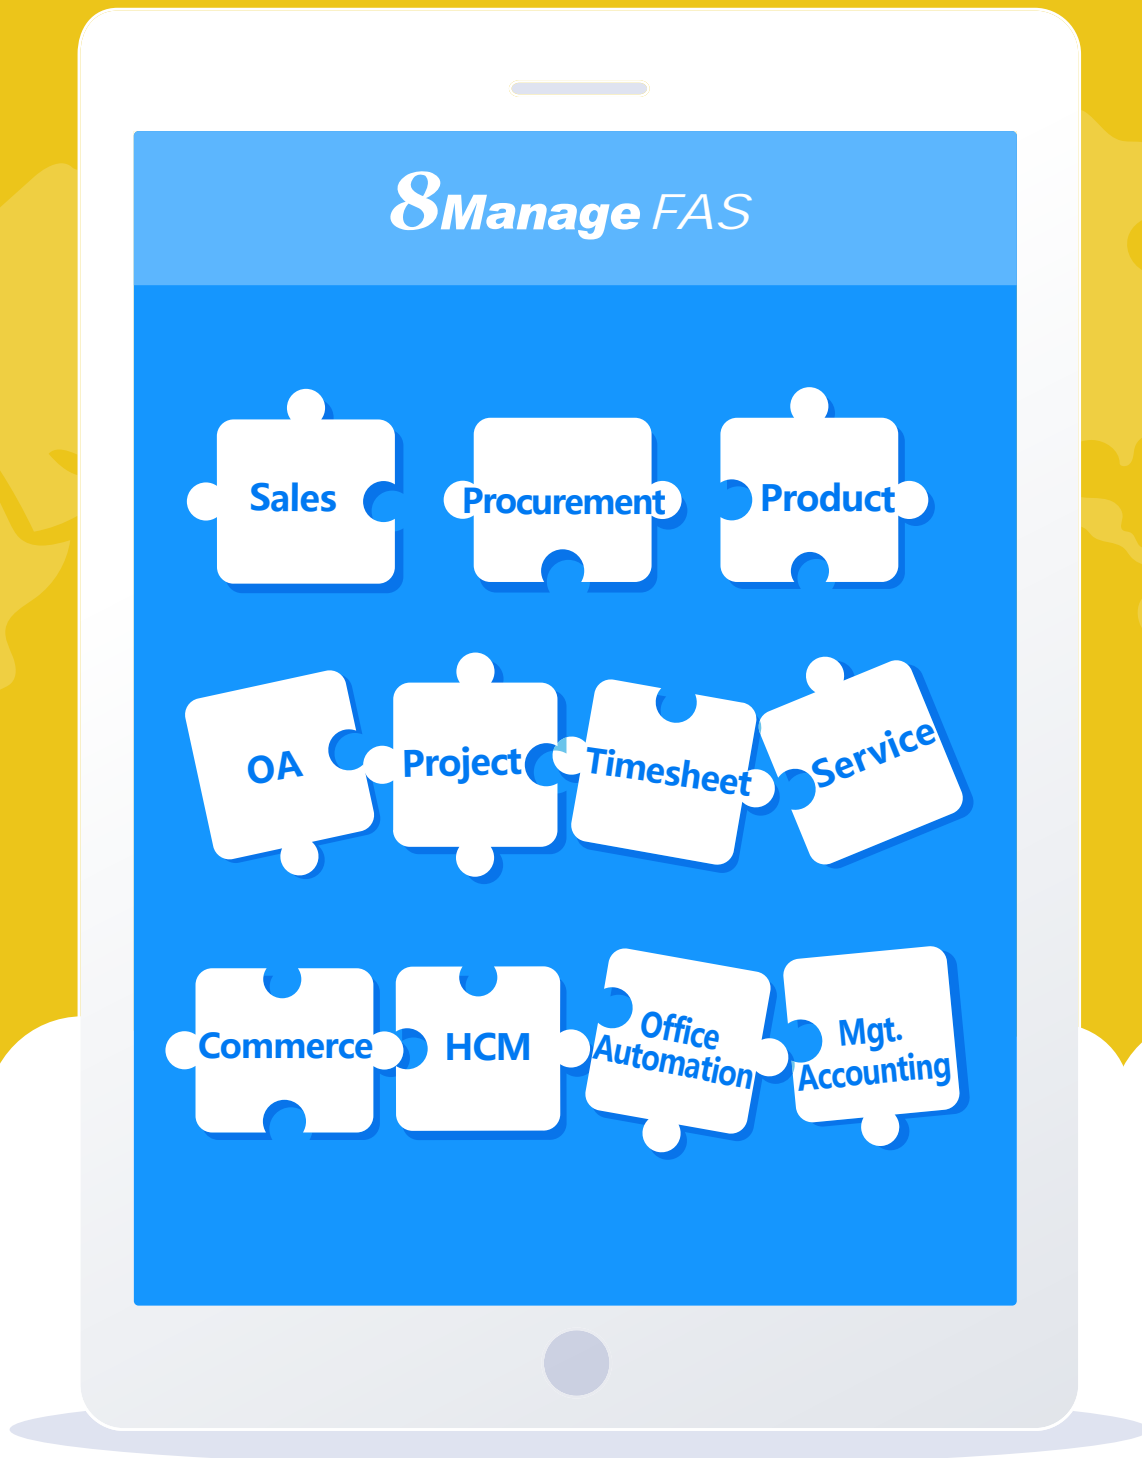 8Manage FAS
Sales
Procurement
Product
OA
Project
Timesheet
Service
Commerce
HCM
Office
Automation
Mgt.
Accounting